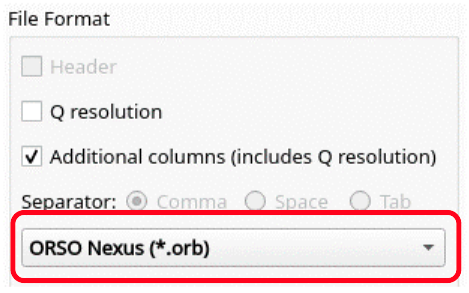 File Format
Header
Q resolution
Additional columns (includes Q resolution)
Separator: Comma Space Tab
ORSO Nexus (*.orb)